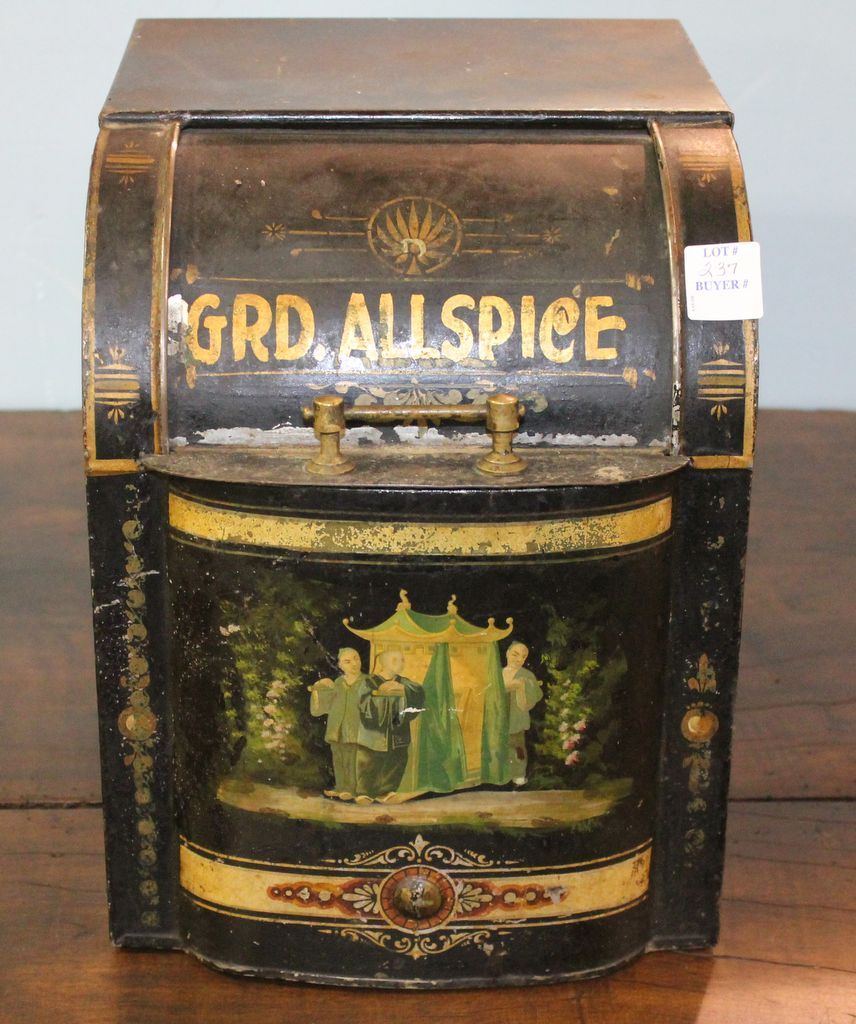 LOT #
237
BUYER #
GRD. ALLSPICE